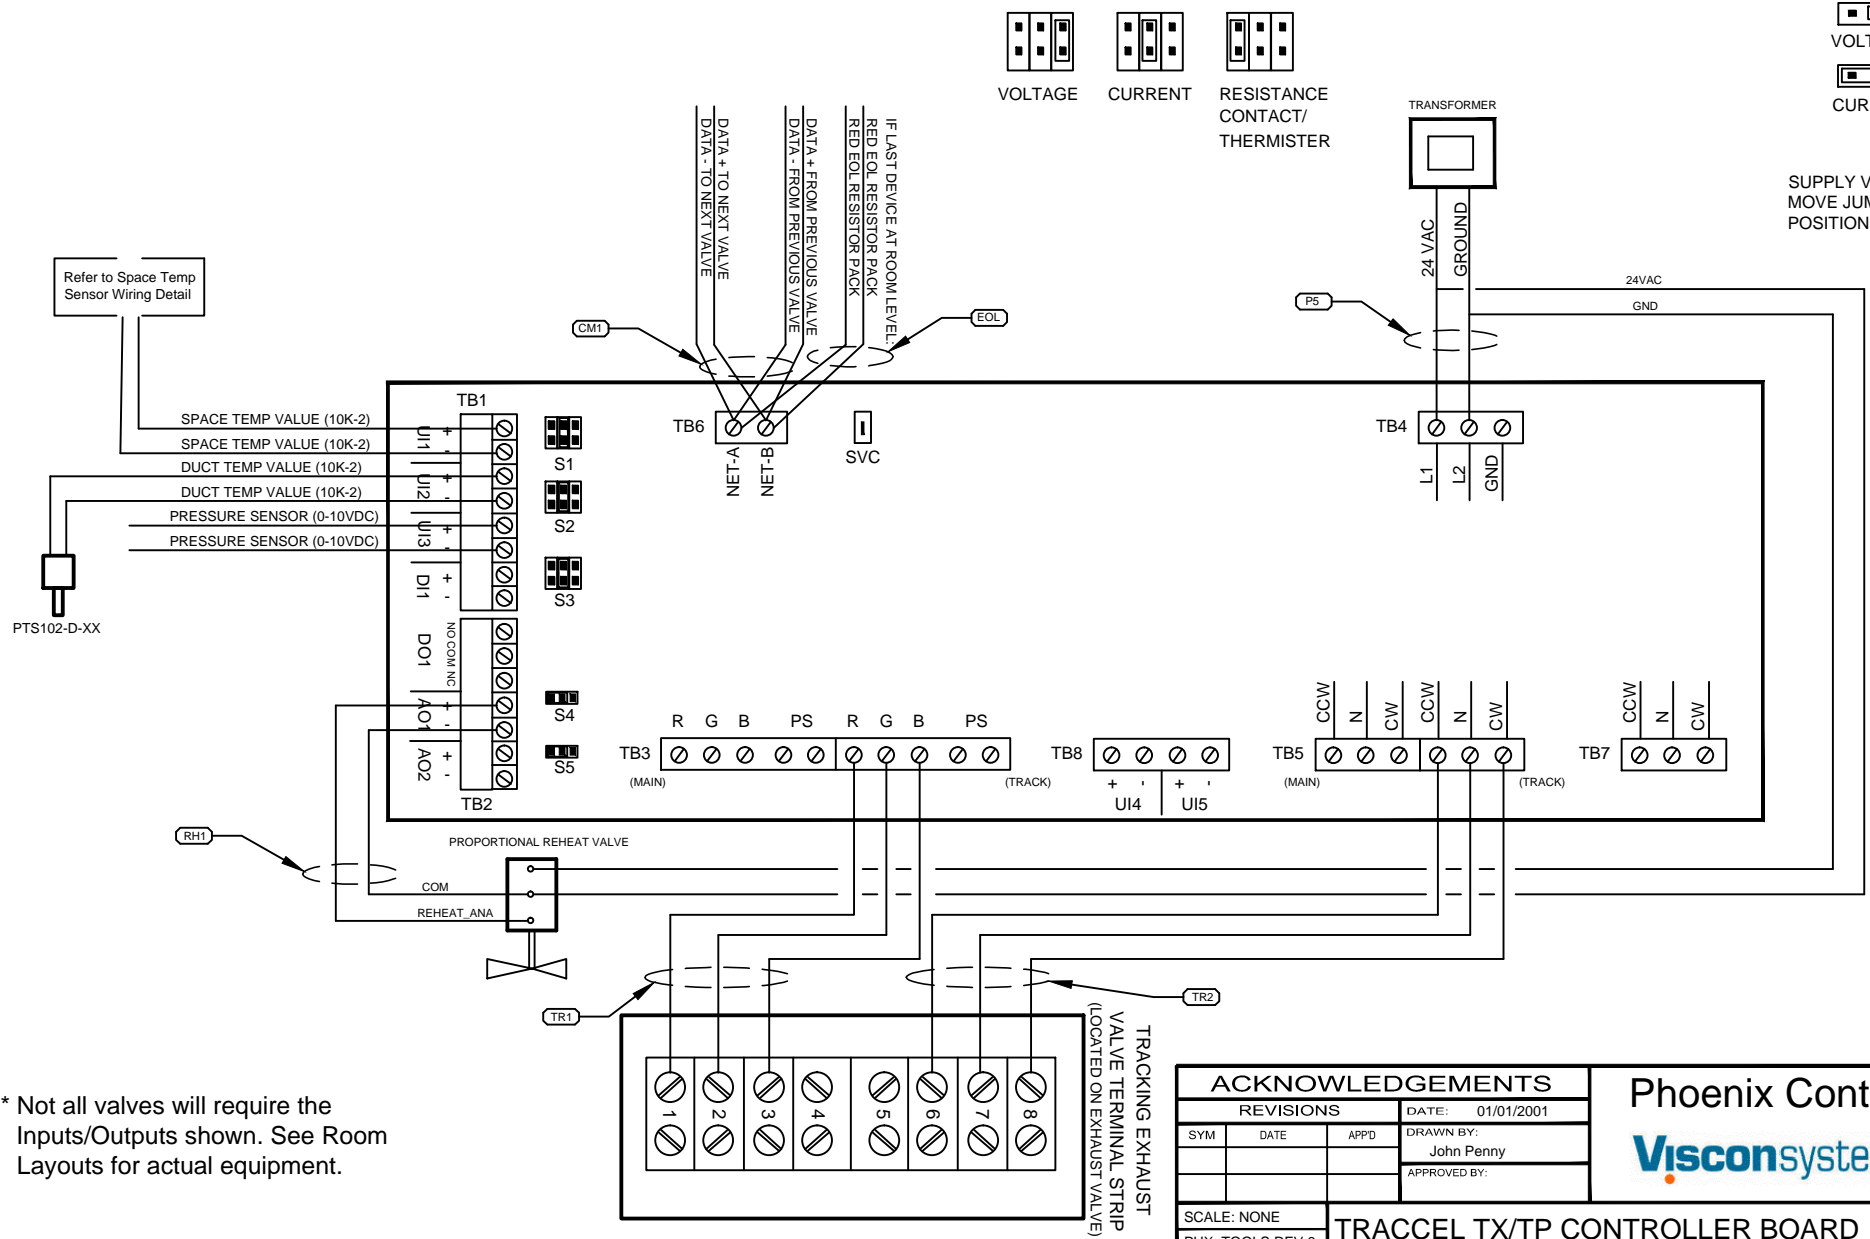 VOLTAGE
CURRENT
RESISTANCE
CONTACT/
THERMISTER
TRANSFORMER
SUPPLY
POSITION
24 VAC
GROUND
24VAC
GND
P5
DATA - TO NEXT VALVE
DATA + TO NEXT VALVE
DATA - FROM PREVIOUS VALVE
DATA + FROM PREVIOUS VALVE
RED EOL RESISTOR PACK
RED EOL RESISTOR PACK
IF LAST DEVICE AT ROOM LEVEL:
CM1
EOL
Refer to Space Temp
Sensor Wiring Detail
SPACE TEMP VALUE (10K-2)
SPACE TEMP VALUE (10K-2)
DUCT TEMP VALUE (10K-2)
DUCT TEMP VALUE (10K-2)
PRESSURE SENSOR (0-10VDC)
PRESSURE SENSOR (0-10VDC)
PTS102-D-XX
TB1
UI1 + -
UI2 + -
UI3 + -
DI1 + -
S1
S2
S3
TB6
NET-A
NET-B
SVC
TB4
L1
L2
GND
DO1
NO COM NC
AO1 + -
AO2 + -
TB2
S4
S5
R G B PS R G B PS
TB3
(MAIN)
(TRACK)
TB8
+ - + -
UI4 UI5
CCW N CW CCW N CW
TB5
(MAIN)
(TRACK)
CCW N CW
TB7
RH1
PROPORTIONAL REHEAT VALVE
COM
REHEAT_ANA
TR1
TR2
1 2 3 4 5 6 7 8
TRACKING EXHAUST
VALVE TERMINAL STRIP
(LOCATED ON EXHAUST VALVE)
* Not all valves will require the
Inputs/Outputs shown. See Room
Layouts for actual equipment.
ACKNOWLEDGEMENTS
REVISIONS
SYM DATE APP'D
DATE: 01/01/2001
DRAWN BY:
John Penny
APPROVED BY:
SCALE: NONE
Phoenix Cont
Visconsyste
TRACCEL TX/TP CONTROLLER BOARD